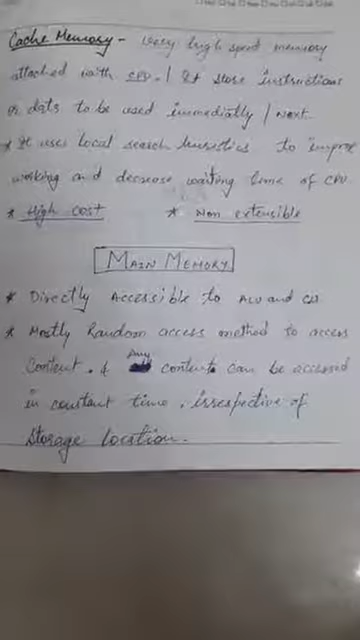 Cache Memory - very high speed memory
attached with CPU. / It store instructions
or data to be used immediately / Next.
* It uses local search heuristics to improve
working and decrease waiting time of CPU
* High cost * Non extensible
MAIN MEMORY
* Directly Accessible to ALU and CU.
* Mostly Random access method to access
Content. & Any contents can be accessed
in constant time, irrespective of
Storage location.